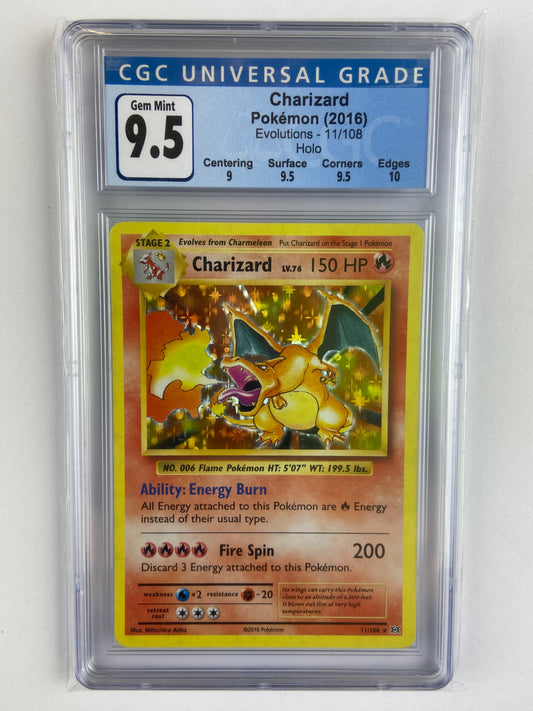 CGC UNIVERSAL GRADE
Gem Mint
9.5
Charizard
Pokémon (2016)
Evolutions - 11/108
Holo
Centering Surface Corners Edges
9 9.5 9.5 10
STAGE 2 Evolves from Charmeleon Put Charizard on the Stage 1 Pokémon
Charizard LV.76 150 HP
NO. 006 Flame Pokémon HT: 5'07" WT: 199.5 lbs.
Ability: Energy Burn
All Energy attached to this Pokémon are Energy
instead of their usual type.
Fire Spin 200
Discard 3 Energy attached to this Pokémon.
weakness ×2 resistance - 20
retreat
cost
Its wings can carry this Pokémon
close to an altitude of 4,600 feet.
It blows out fire at very high
temperatures.
Illus. Mitsuhiro Arita ©2016 Pokémon 11/108